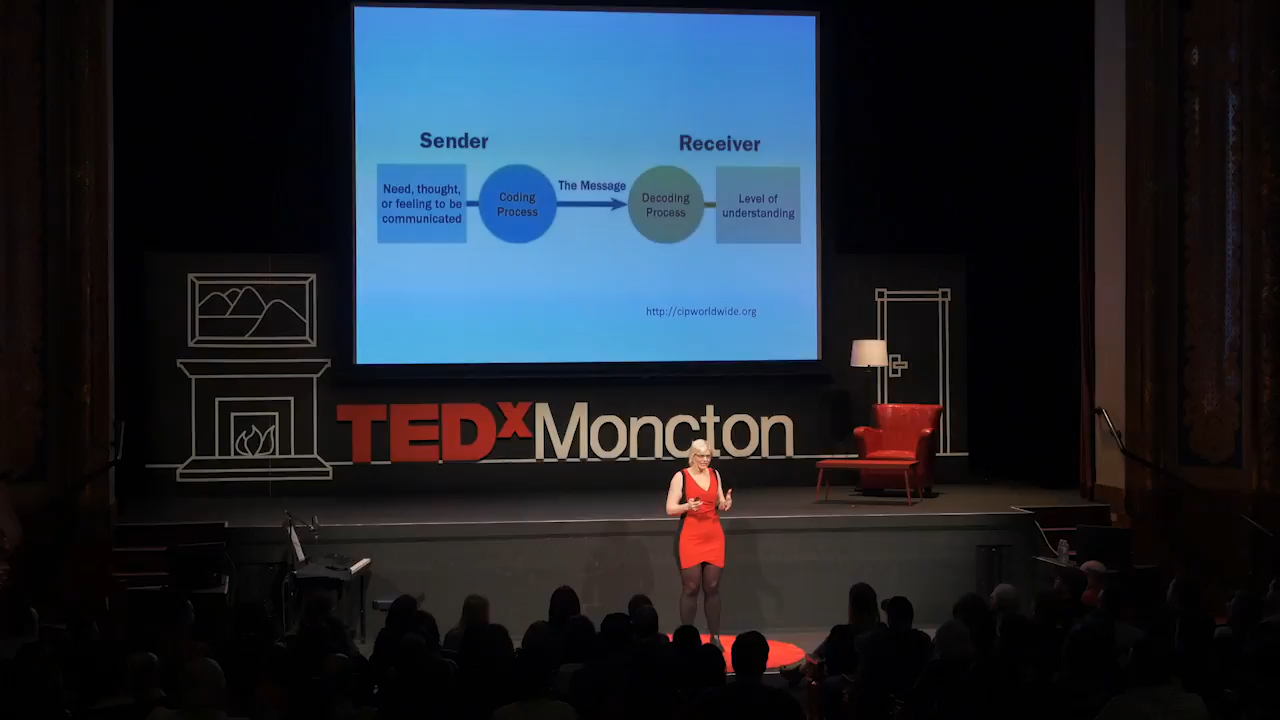 Sender
Receiver
Need, thought,
or feeling to be
communicated
Coding
Process
The Message
Decoding
Process
Level of
understanding
http://cipworldwide.org
TEDxMoncton